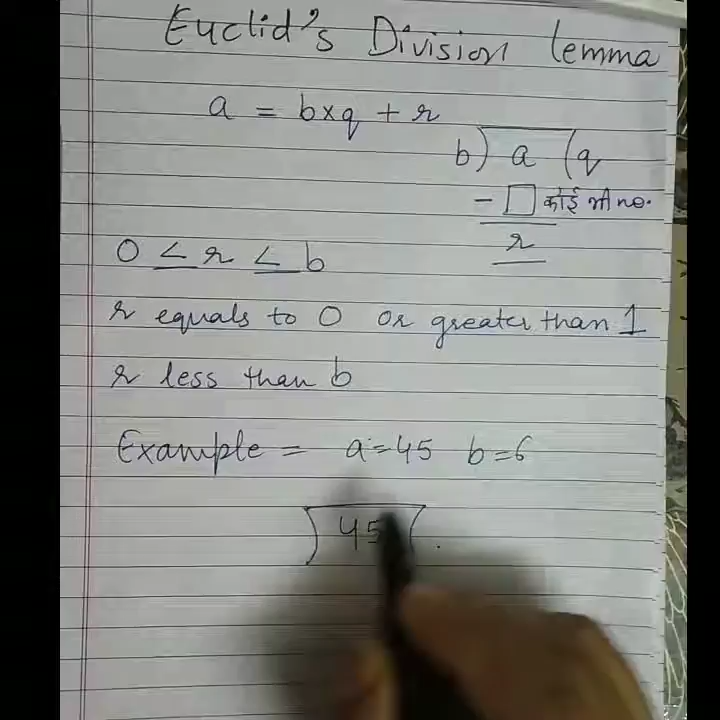 Euclid's Division lemma
a = b×q + r
b) a (q
- □ कोई भी no.
r
0 ≤ r ≤ b
r equals to 0 or greater than 1
r less than b
Example = a=45 b=6
) 45 (